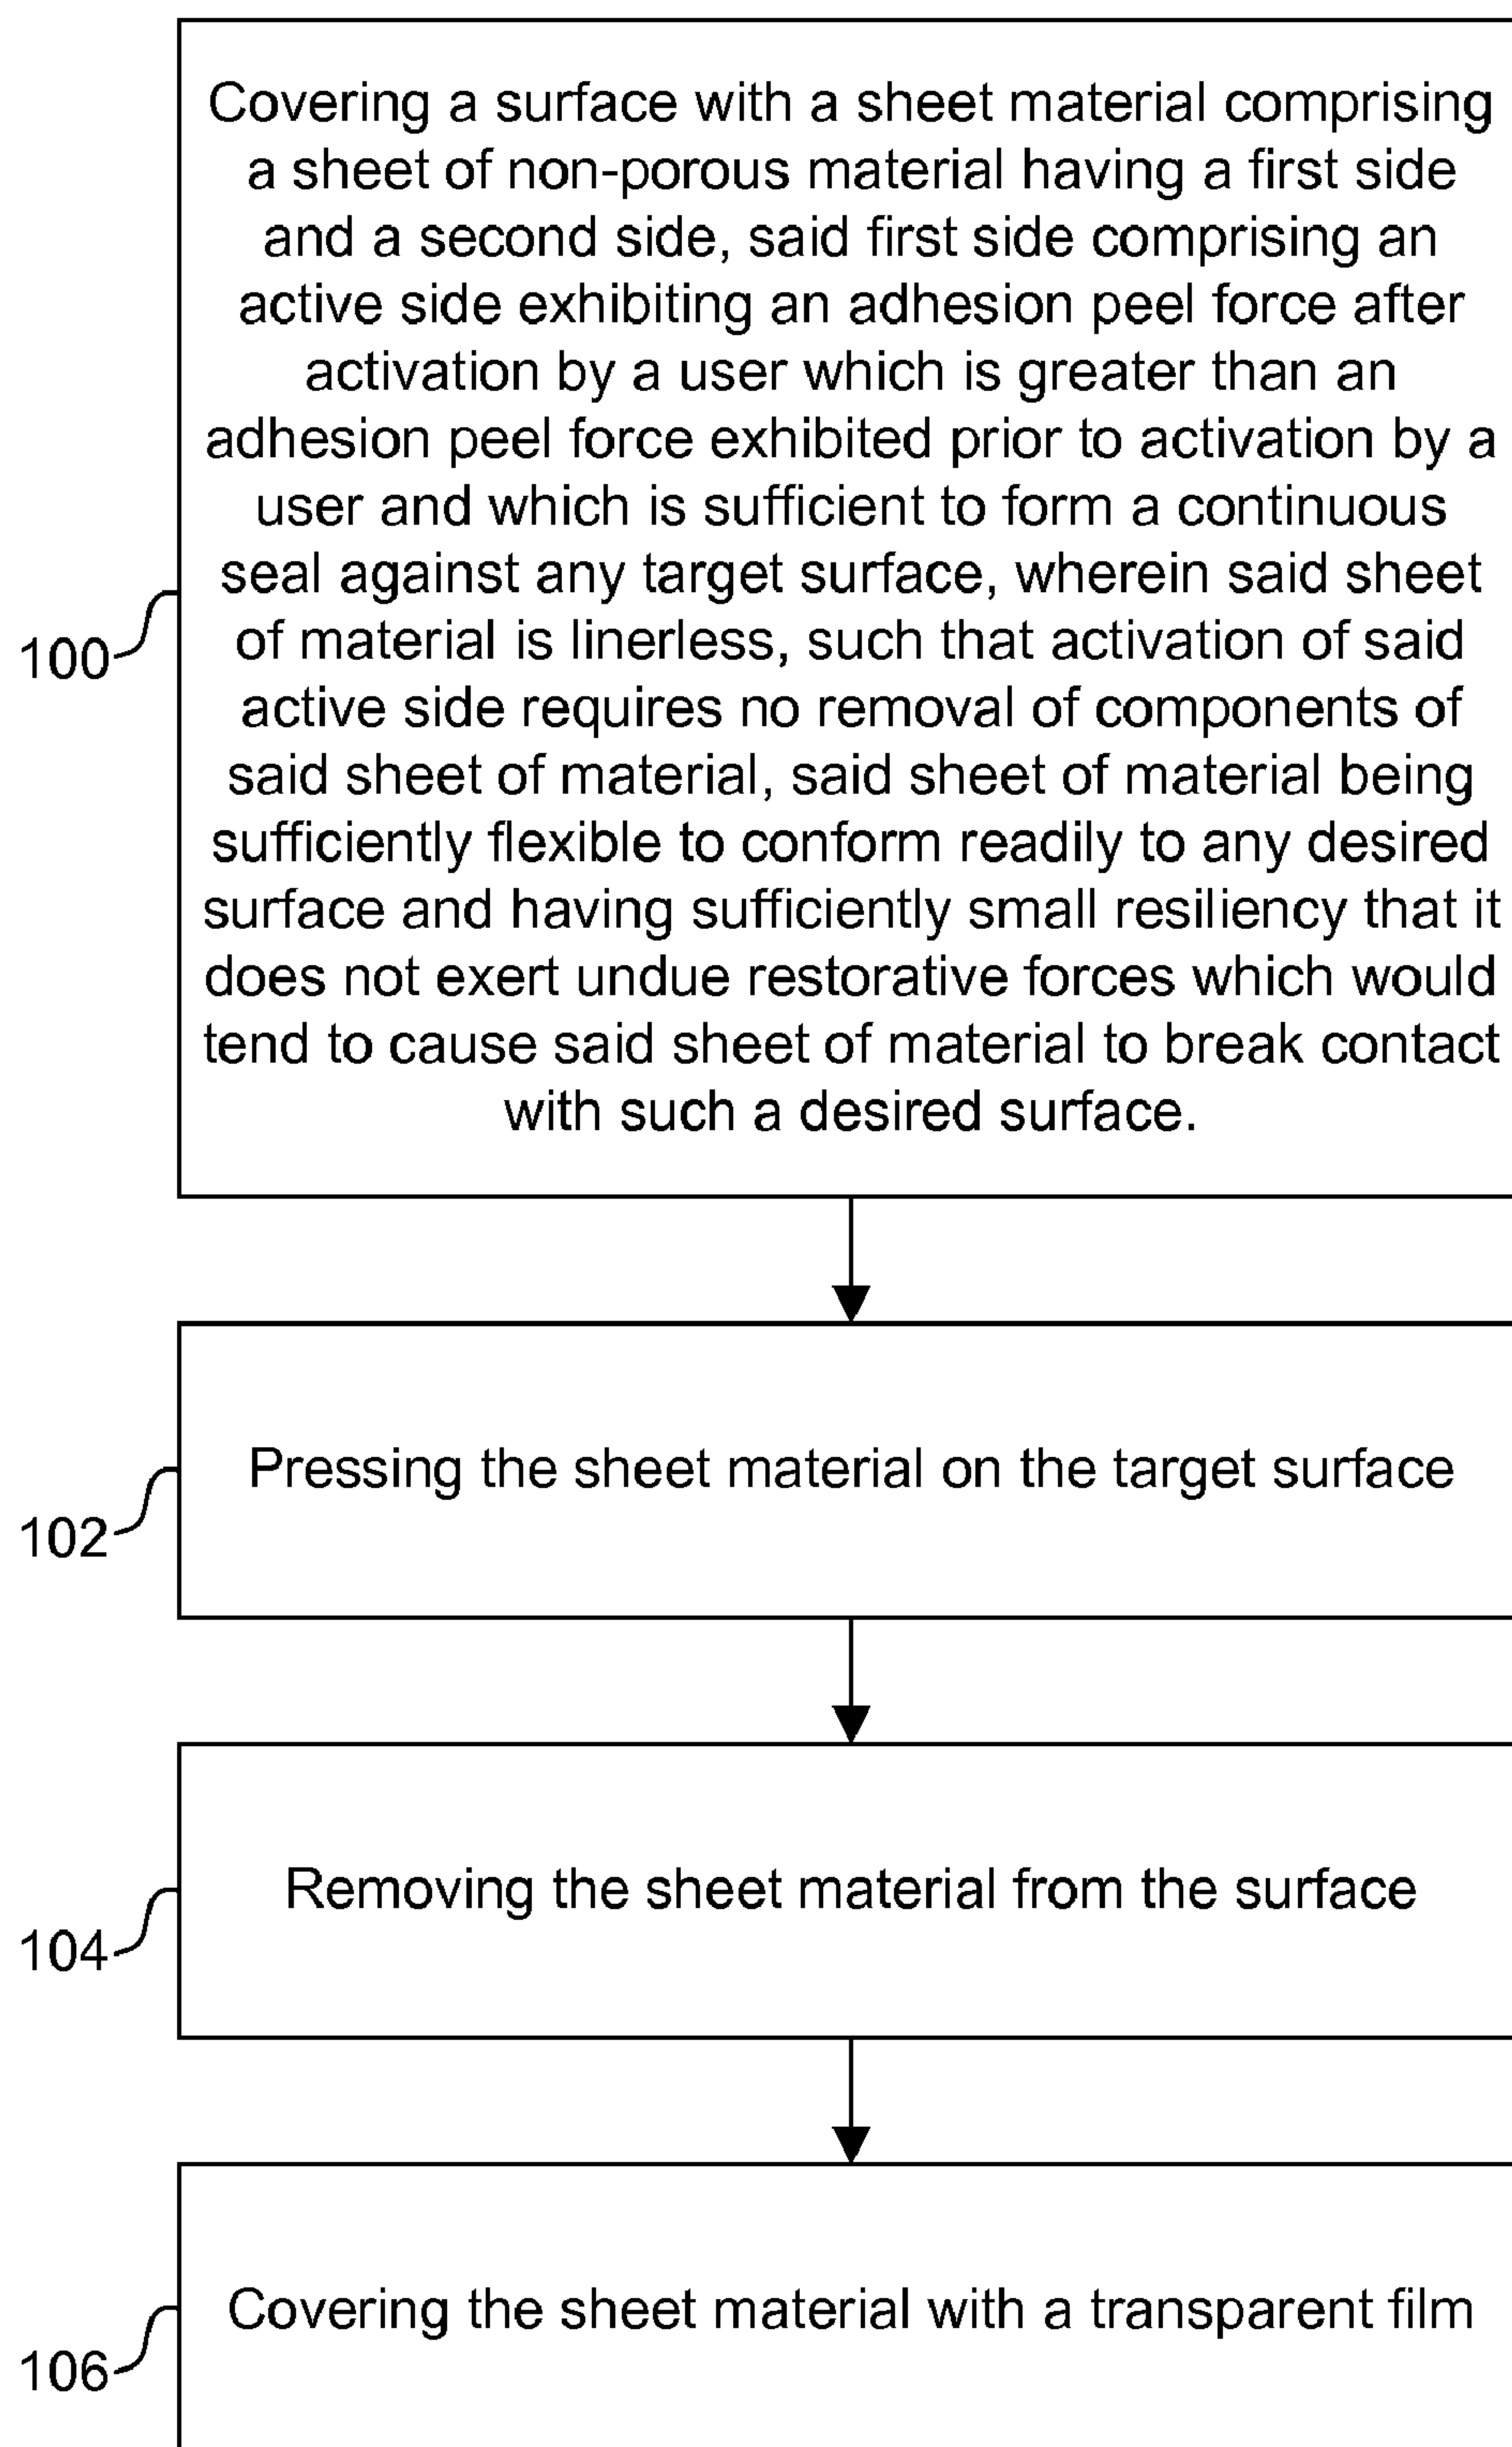 Covering a surface with a sheet material comprising
a sheet of non-porous material having a first side
and a second side, said first side comprising an
active side exhibiting an adhesion peel force after
activation by a user which is greater than an
adhesion peel force exhibited prior to activation by a
user and which is sufficient to form a continuous
seal against any target surface, wherein said sheet
of material is linerless, such that activation of said
active side requires no removal of components of
said sheet of material, said sheet of material being
sufficiently flexible to conform readily to any desired
surface and having sufficiently small resiliency that it
does not exert undue restorative forces which would
tend to cause said sheet of material to break contact
with such a desired surface.
100
Pressing the sheet material on the target surface
102
Removing the sheet material from the surface
104
Covering the sheet material with a transparent film
106